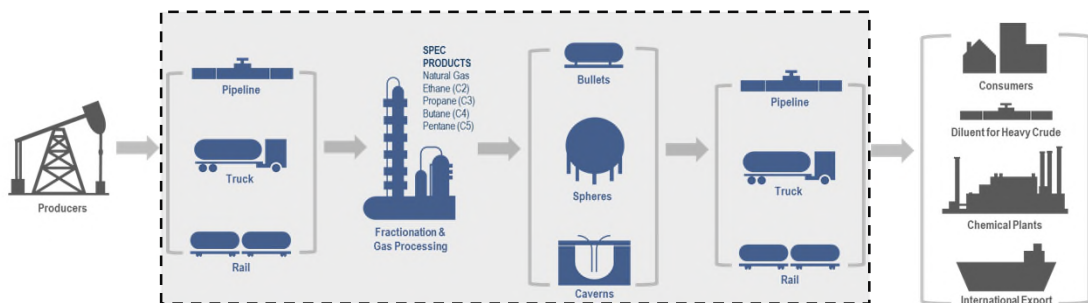 Producers
Pipeline
Truck
Rail
SPEC
PRODUCTS
Natural Gas
Ethane (C2)
Propane (C3)
Butane (C4)
Pentane (C5)
Fractionation &
Gas Processing
Bullets
Spheres
Caverns
Pipeline
Truck
Rail
Consumers
Diluent for Heavy Crude
Chemical Plants
International Export